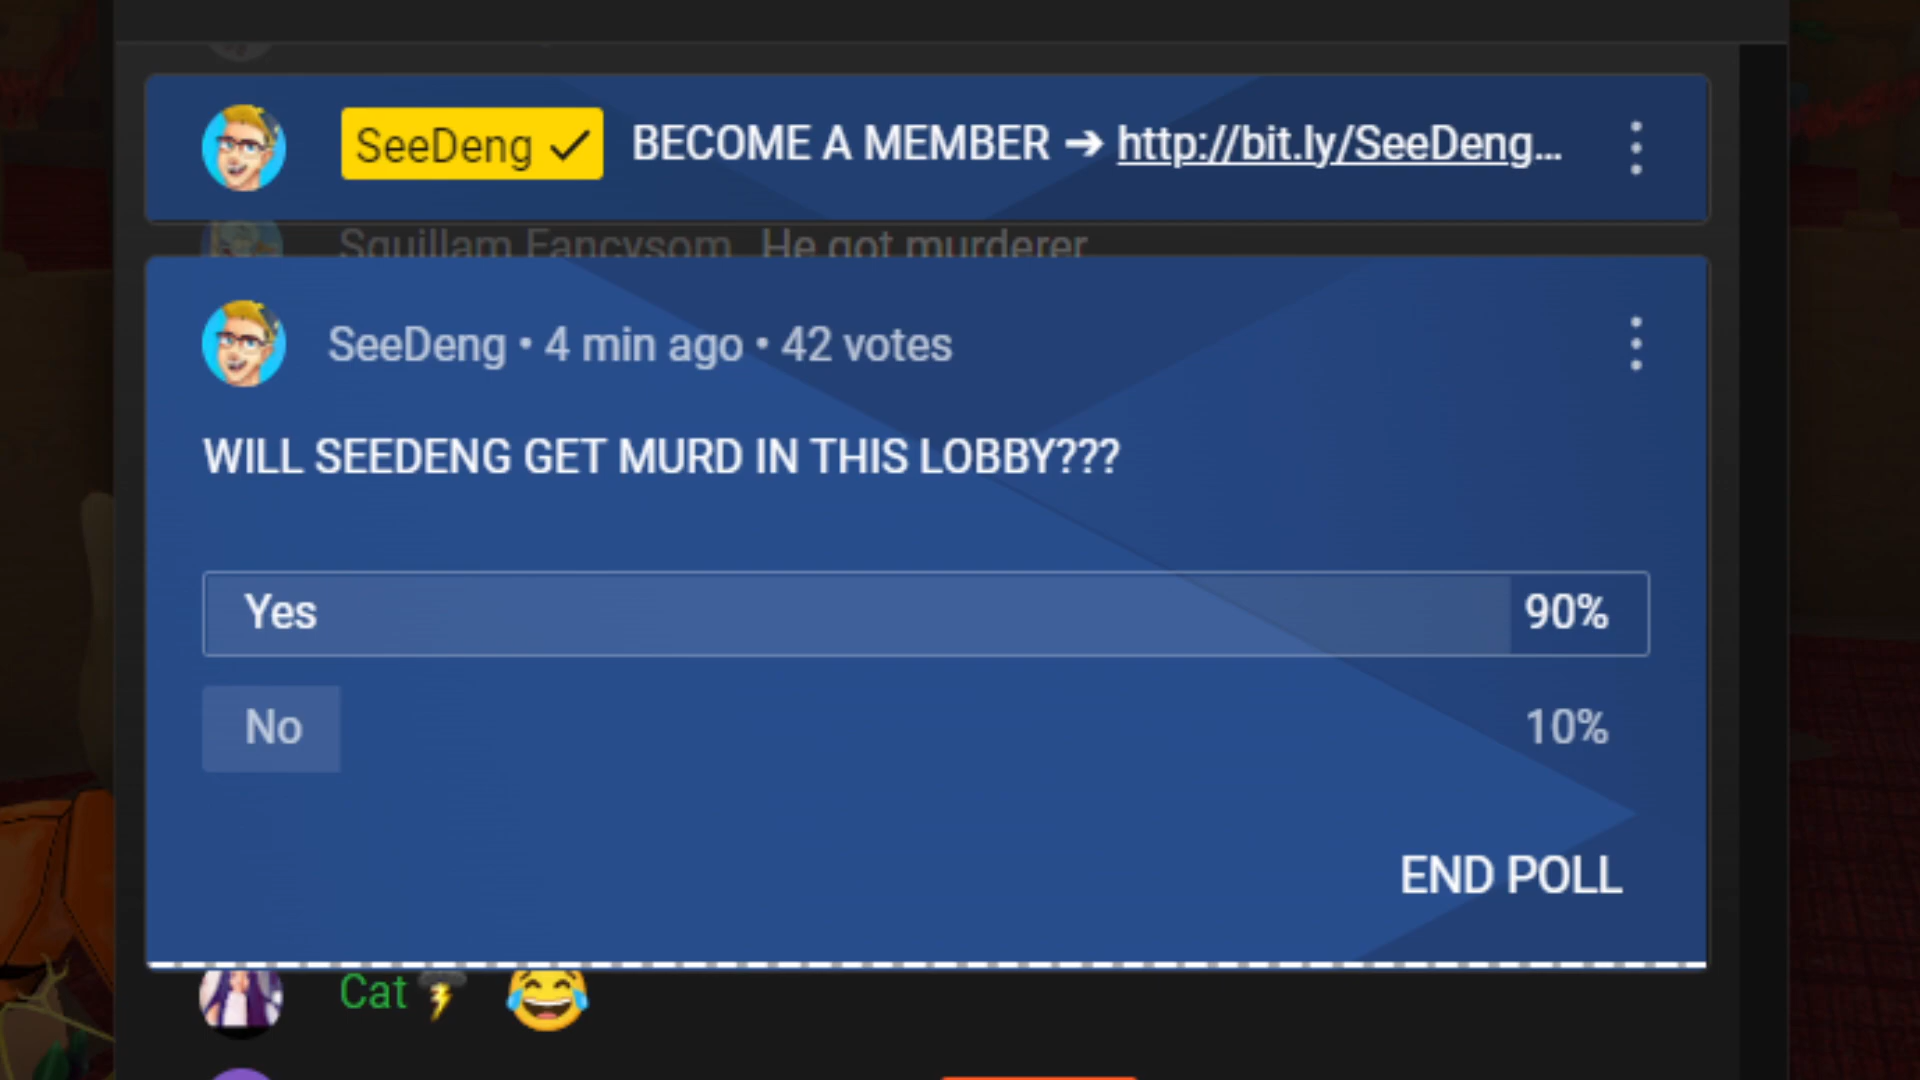 SeeDeng ✓ BECOME A MEMBER ➔ http://bit.ly/SeeDeng...
Squillam Fancysom He got murderer
SeeDeng • 4 min ago • 42 votes
WILL SEEDENG GET MURD IN THIS LOBBY???
Yes 90%
No 10%
END POLL
Cat ⚡ 😂